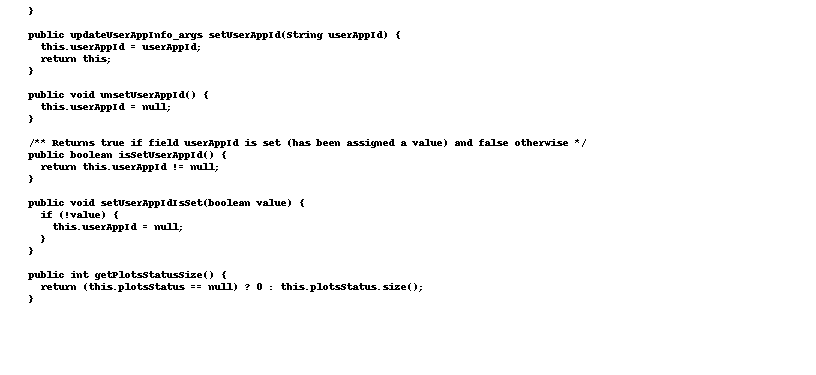 }
public updateUserAppInfo_args setUserAppId(String userAppId) {
this.userAppId = userAppId;
return this;
}
public void unsetUserAppId() {
this.userAppId = null;
}
/** Returns true if field userAppId is set (has been assigned a value) and false otherwise */
public boolean isSetUserAppId() {
return this.userAppId != null;
}
public void setUserAppIdIsSet(boolean value) {
if (!value) {
this.userAppId = null;
}
}
public int getPlotsStatusSize() {
return (this.plotsStatus == null) ? 0 : this.plotsStatus.size();
}